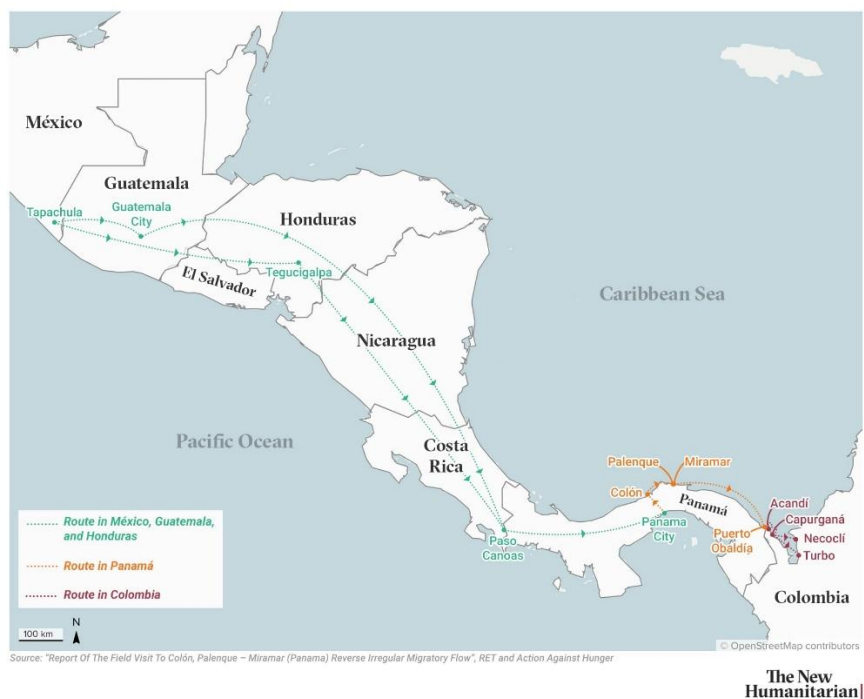 México
Guatemala
Tapachula
Guatemala
City
Honduras
Tegucigalpa
El Salvador
Caribbean Sea
Nicaragua
Pacific Ocean
Costa
Rica
Palenque
Miramar
Colón
Panamá
Acandí
Capurganá
Panama
City
Puerto
Obaldía
Necoclí
Turbo
Paso
Canoas
Colombia
Route in México, Guatemala,
and Honduras
Route in Panamá
Route in Colombia
100 km
N
© OpenStreetMap contributors
Source: "Report Of The Field Visit To Colón, Palenque – Miramar (Panama) Reverse Irregular Migratory Flow", RET and Action Against Hunger
The New
Humanitarian